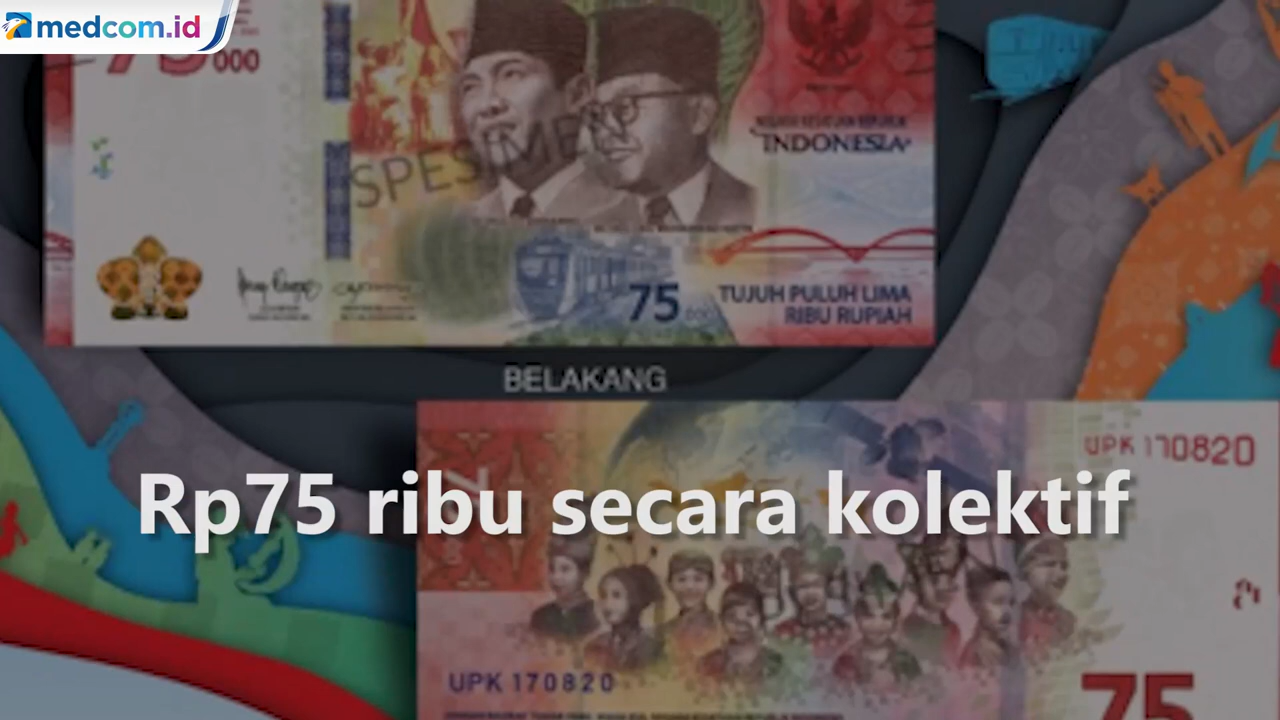 medcom.id
75000
SPESIMEN
NEGARA KESATUAN REPUBLIK
INDONESIA
75.000
TUJUH PULUH LIMA
RIBU RUPIAH
BELAKANG
UPK 170820
Rp75 ribu secara kolektif
UPK 170820
75